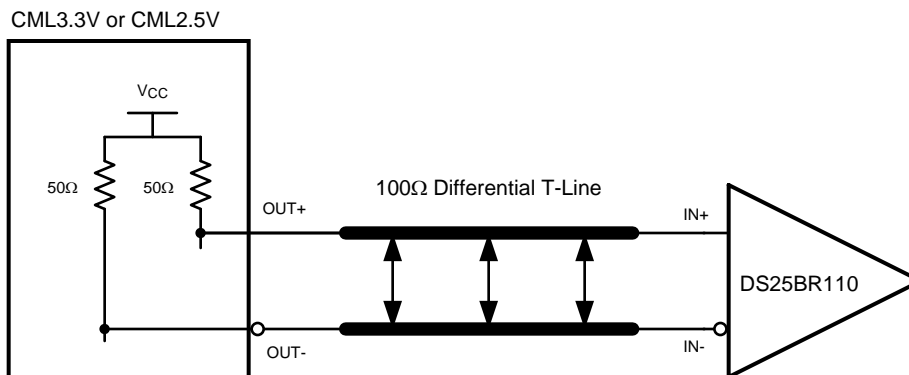 CML3.3V or CML2.5V
VCC
50Ω
50Ω
100Ω Differential T-Line
OUT+
IN+
DS25BR110
OUT-
IN-